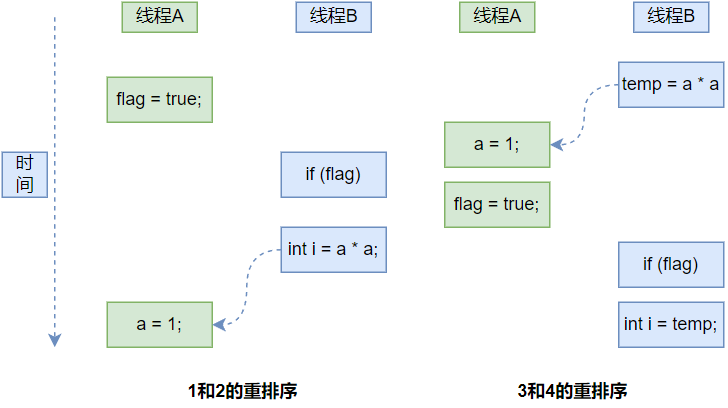 线程A
线程B
线程A
线程B
flag = true;
temp = a * a
a = 1;
时
间
if (flag)
flag = true;
int i = a * a;
if (flag)
a = 1;
int i = temp;
1和2的重排序
3和4的重排序